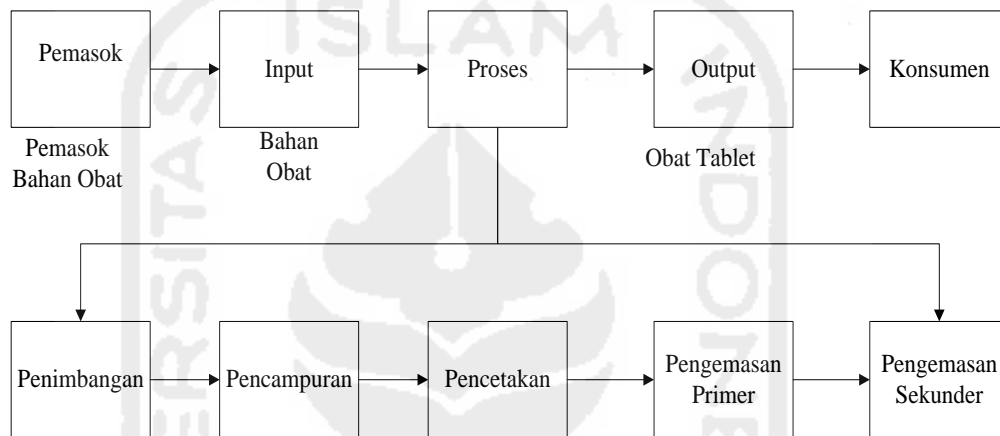 ISLAM
Pemasok
Input
Proses
Output
Konsumen
Pemasok
Bahan Obat
Bahan
Obat
Obat Tablet
Penimbangan
Pencampuran
Pencetakan
Pengemasan
Primer
Pengemasan
Sekunder